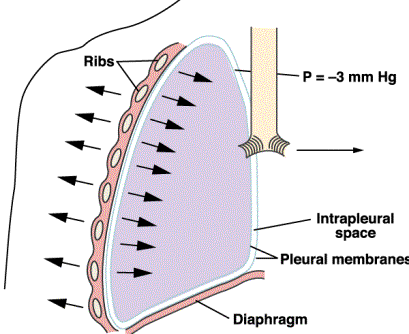 Ribs
P = –3 mm Hg
Intrapleural
space
Pleural membranes
Diaphragm